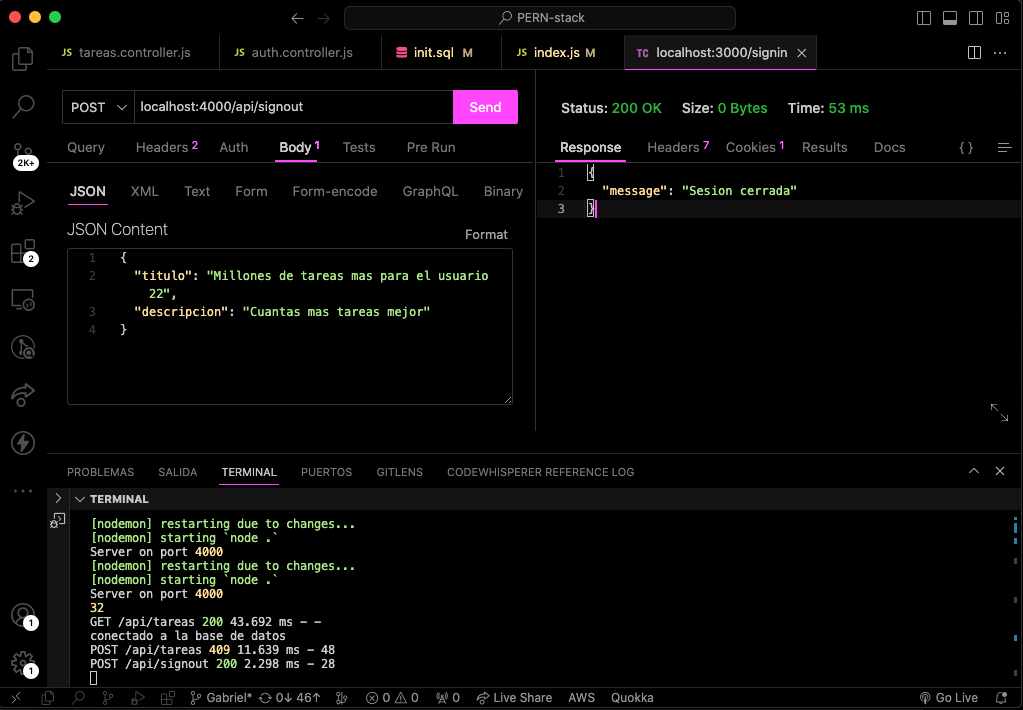 PERN-stack
JS tareas.controller.js
JS auth.controller.js
init.sql M
JS index.js M
TC localhost:3000/signin
POST localhost:4000/api/signout Send
Query Headers 2 Auth Body 1 Tests Pre Run
JSON XML Text Form Form-encode GraphQL Binary
JSON Content
Format
1 {
2 "titulo": "Millones de tareas mas para el usuario
22",
3 "descripcion": "Cuantas mas tareas mejor"
4 }
Status: 200 OK Size: 0 Bytes Time: 53 ms
Response Headers 7 Cookies 1 Results Docs { }
1 {
2 "message": "Sesion cerrada"
3 }
2K+
2
1
1
PROBLEMAS SALIDA TERMINAL PUERTOS GITLENS CODEWHISPERER REFERENCE LOG
TERMINAL
[nodemon] restarting due to changes...
[nodemon] starting `node .`
Server on port 4000
[nodemon] restarting due to changes...
[nodemon] starting `node .`
Server on port 4000
32
GET /api/tareas 200 43.692 ms - -
conectado a la base de datos
POST /api/tareas 409 11.639 ms - 48
POST /api/signout 200 2.298 ms - 28
Gabriel* 0↓ 46↑ 0 0 0 Live Share AWS Quokka Go Live